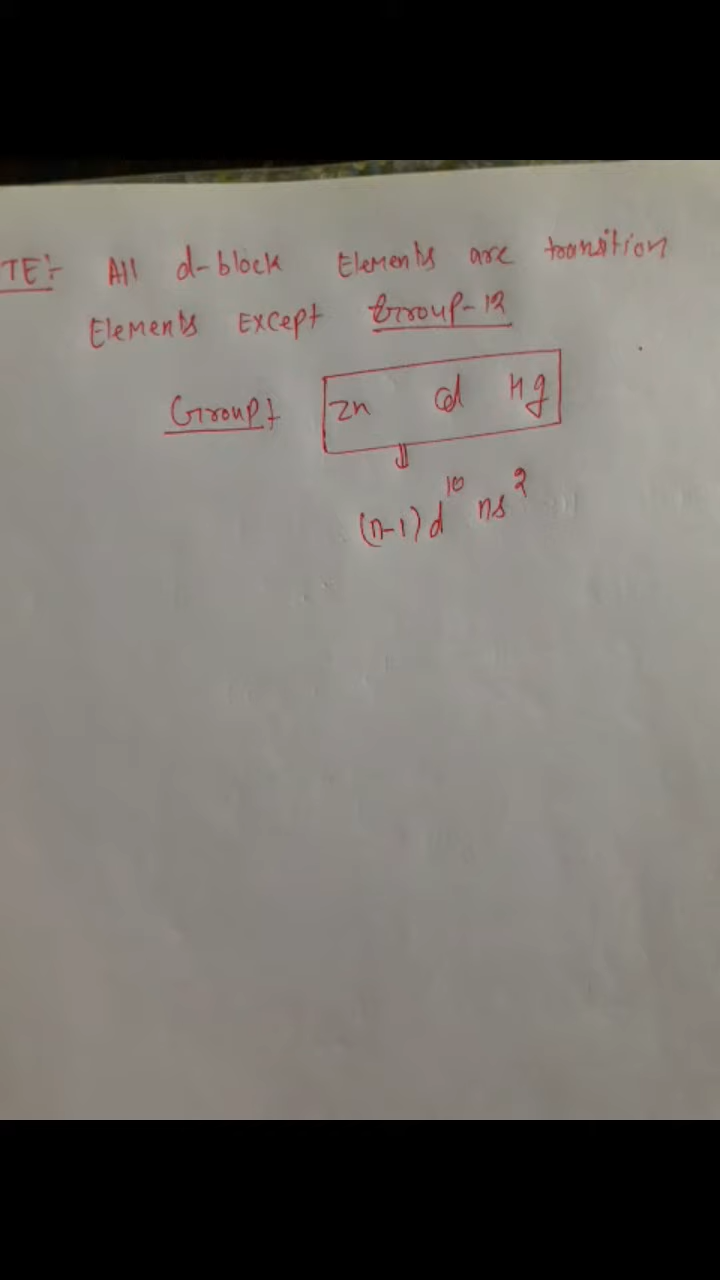 TE:-  All d-block Elements are transition
Elements Except Group-12
Group:  Zn  Cd  Hg
(n-1)d¹⁰ ns²